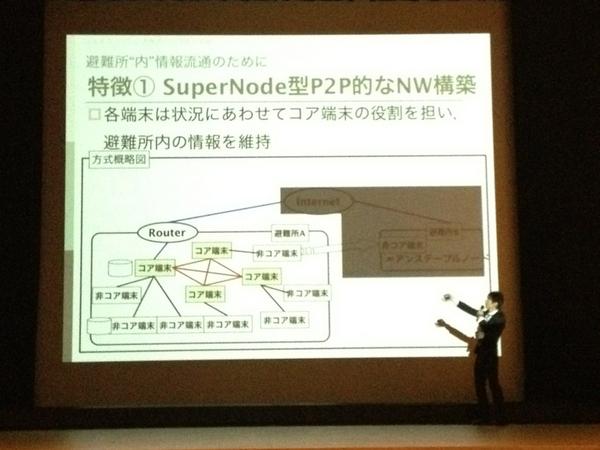 避難所“内”情報流通のために
特徴① SuperNode型P2P的なNW構築
□各端末は状況にあわせてコア端末の役割を担い、
避難所内の情報を維持
方式概略図
Internet
Router
避難所A
避難所B
コア端末
非コア端末
非コア端末
コア端末
コア端末
アンステーブルノード
非コア端末
コア端末
非コア端末
非コア端末
非コア端末
非コア端末
非コア端末